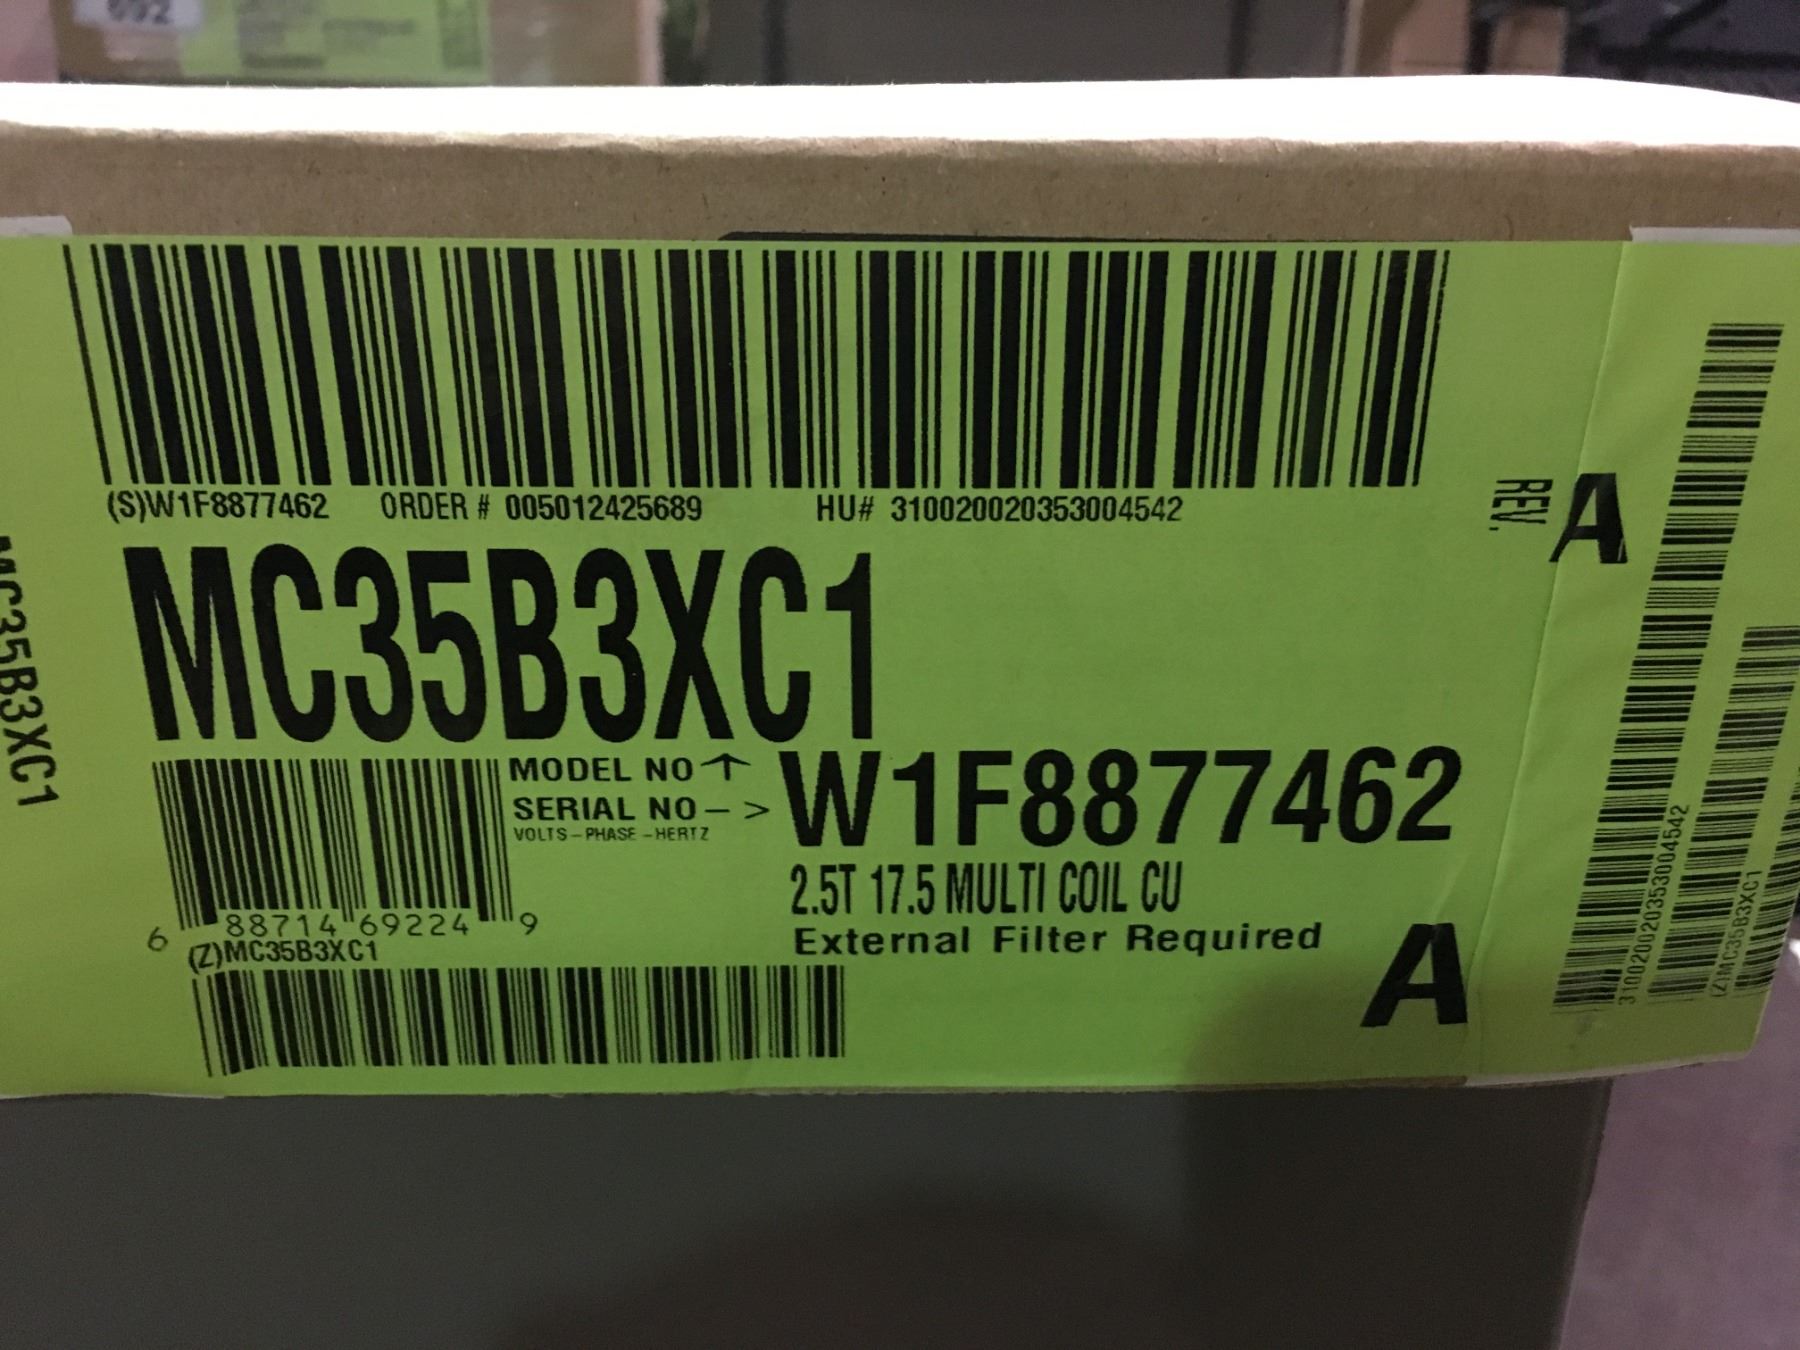 692
(S)W1F8877462 ORDER # 005012425689 HU# 310020020353004542
REV. A
MC35B3XC1
MC35B3XC1
MODEL NO ↑
SERIAL NO -> W1F8877462
VOLTS-PHASE-HERTZ
2.5T 17.5 MULTI COIL CU
External Filter Required
A
6 88714 69224 9
(Z)MC35B3XC1
310020020353004542
(Z)MC35B3XC1